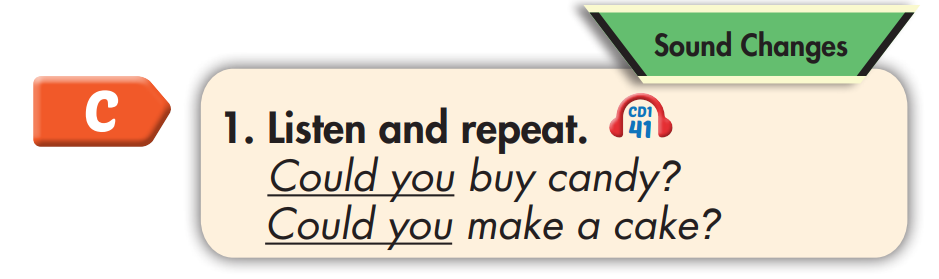 Sound Changes
C
1. Listen and repeat. CD1 41
Could you buy candy?
Could you make a cake?